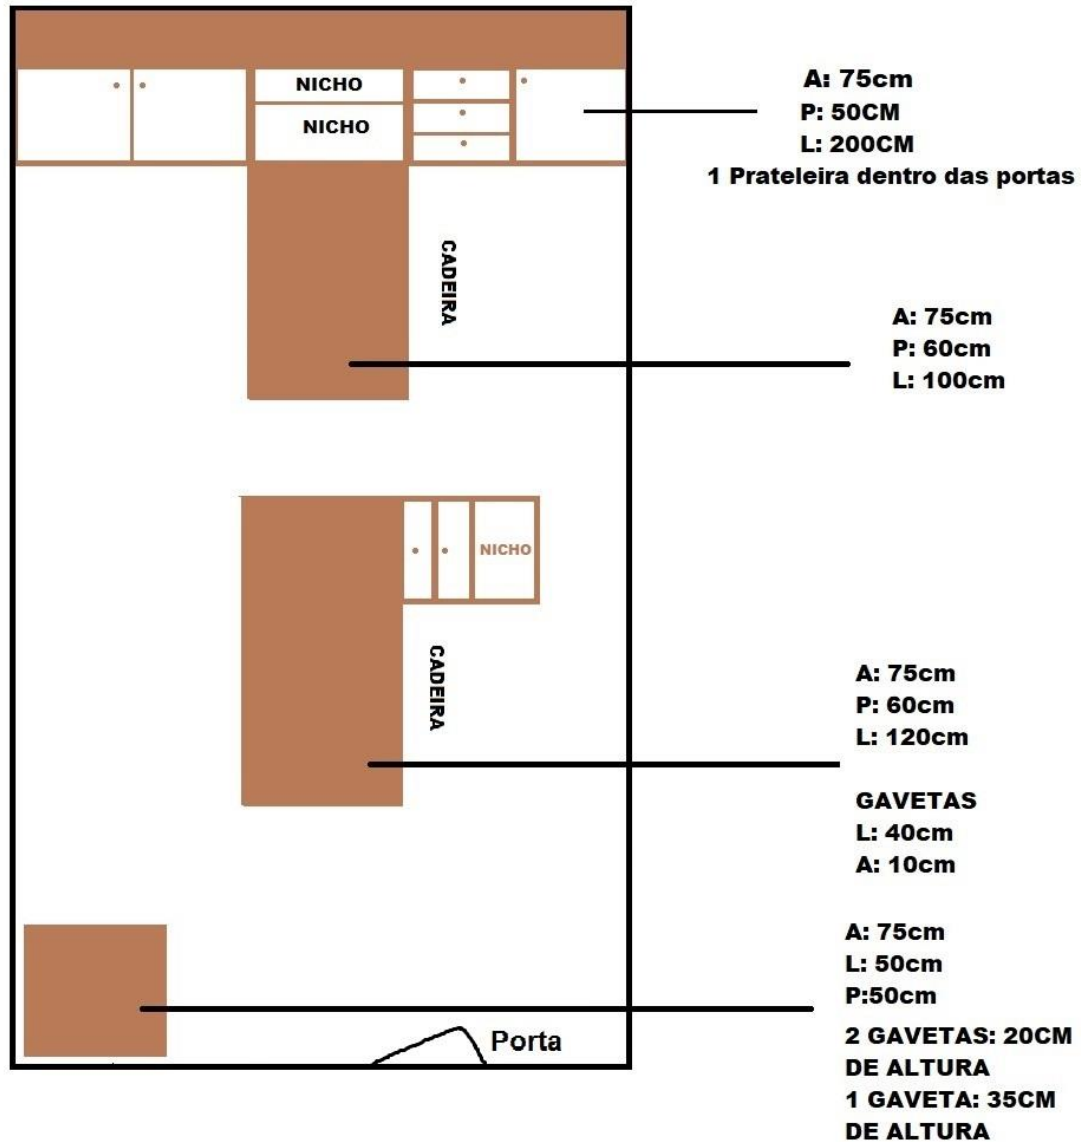 NICHO
NICHO
A: 75cm
P: 50CM
L: 200CM
1 Prateleira dentro das portas
CADEIRA
A: 75cm
P: 60cm
L: 100cm
NICHO
CADEIRA
A: 75cm
P: 60cm
L: 120cm
GAVETAS
L: 40cm
A: 10cm
A: 75cm
L: 50cm
P:50cm
2 GAVETAS: 20CM
DE ALTURA
1 GAVETA: 35CM
DE ALTURA
Porta